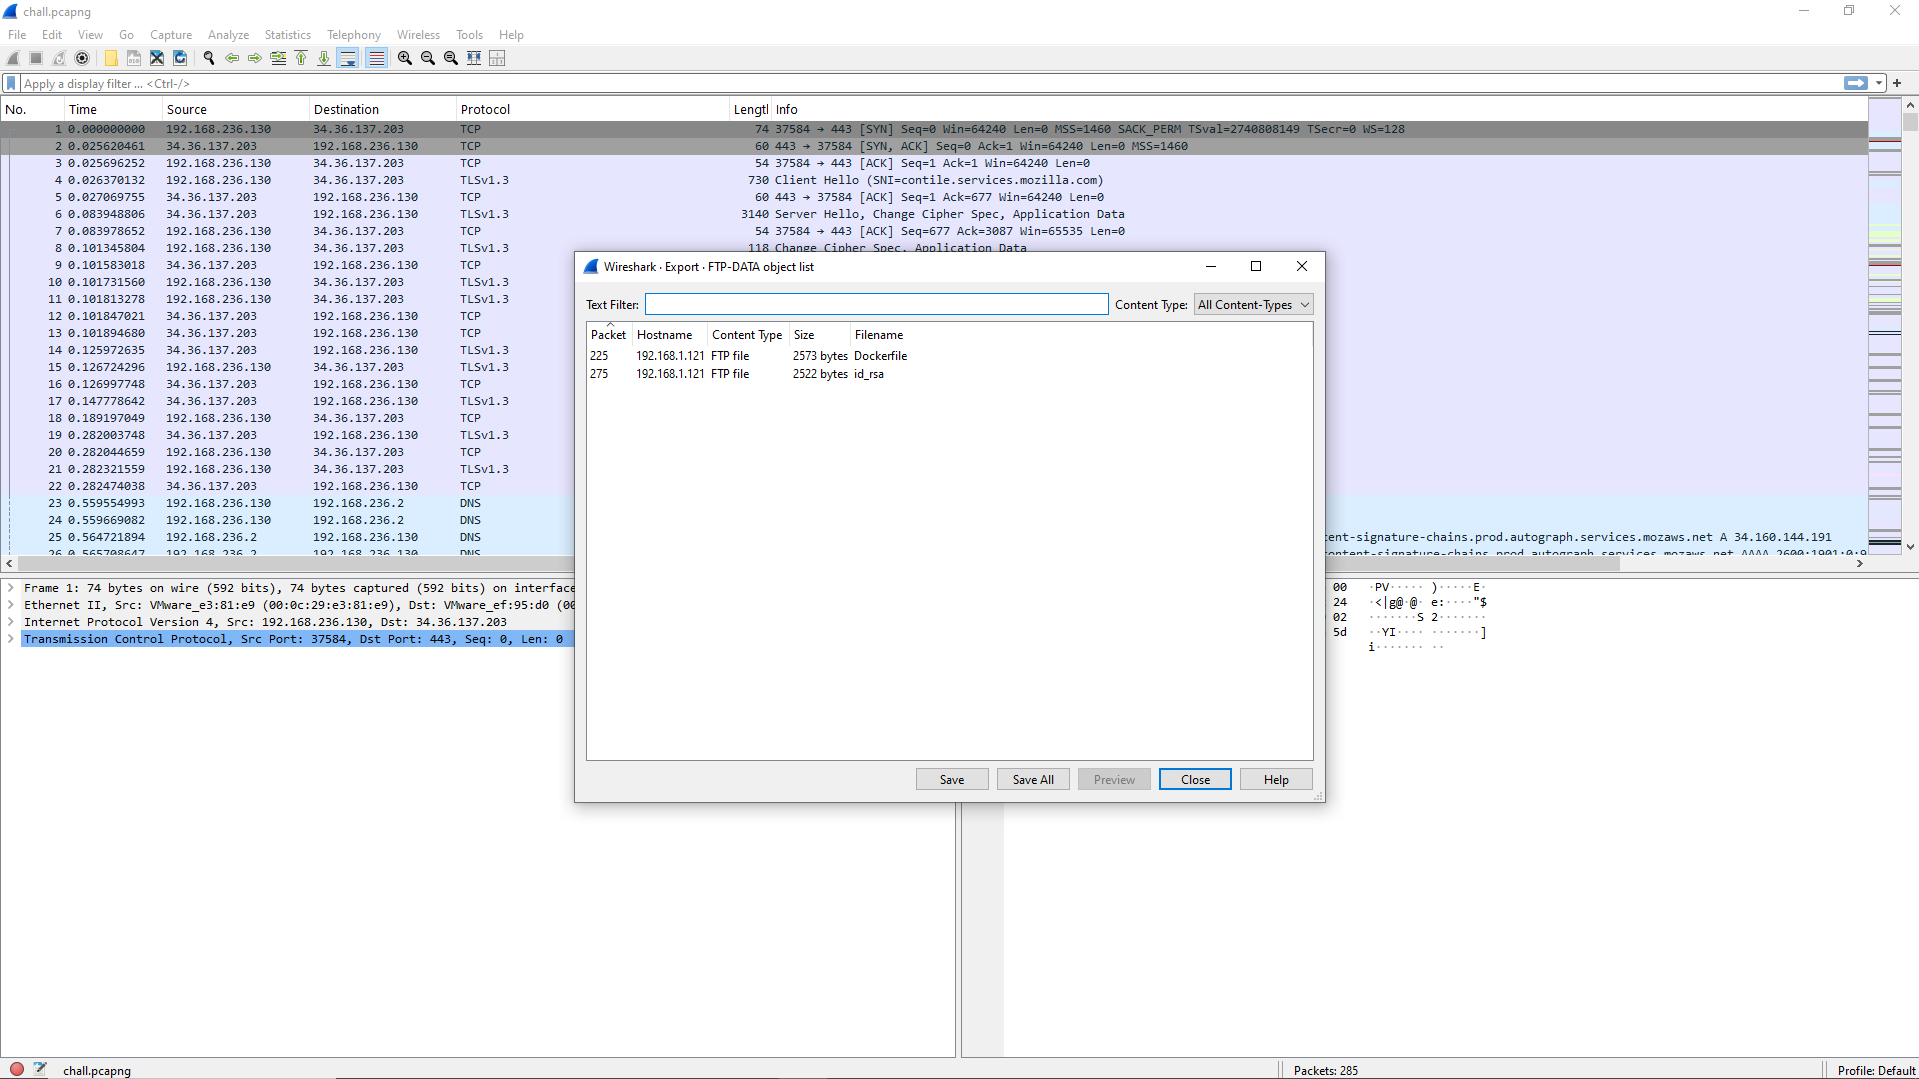 chall.pcapng
File Edit View Go Capture Analyze Statistics Telephony Wireless Tools Help
Apply a display filter ... <Ctrl-/>
No. Time Source Destination Protocol Lengtl Info
1 0.000000000 192.168.236.130 34.36.137.203 TCP 74 37584 → 443 [SYN] Seq=0 Win=64240 Len=0 MSS=1460 SACK_PERM TSval=2740808149 TSecr=0 WS=128
2 0.025620461 34.36.137.203 192.168.236.130 TCP 60 443 → 37584 [SYN, ACK] Seq=0 Ack=1 Win=64240 Len=0 MSS=1460
3 0.025696252 192.168.236.130 34.36.137.203 TCP 54 37584 → 443 [ACK] Seq=1 Ack=1 Win=64240 Len=0
4 0.026370132 192.168.236.130 34.36.137.203 TLSv1.3 730 Client Hello (SNI=contile.services.mozilla.com)
5 0.027069755 34.36.137.203 192.168.236.130 TCP 60 443 → 37584 [ACK] Seq=1 Ack=677 Win=64240 Len=0
6 0.083948806 34.36.137.203 192.168.236.130 TLSv1.3 3140 Server Hello, Change Cipher Spec, Application Data
7 0.083978652 192.168.236.130 34.36.137.203 TCP 54 37584 → 443 [ACK] Seq=677 Ack=3087 Win=65535 Len=0
8 0.101345804 192.168.236.130 34.36.137.203 TLSv1.3 118 Change Cipher Spec, Application Data
9 0.101583018 34.36.137.203 192.168.236.130 TCP
10 0.101731560 192.168.236.130 34.36.137.203 TLSv1.3
11 0.101813278 192.168.236.130 34.36.137.203 TLSv1.3
12 0.101847021 34.36.137.203 192.168.236.130 TCP
13 0.101894680 34.36.137.203 192.168.236.130 TCP
14 0.125972635 34.36.137.203 192.168.236.130 TLSv1.3
15 0.126724296 192.168.236.130 34.36.137.203 TLSv1.3
16 0.126997748 34.36.137.203 192.168.236.130 TCP
17 0.147778642 34.36.137.203 192.168.236.130 TLSv1.3
18 0.189197049 192.168.236.130 34.36.137.203 TCP
19 0.282003748 34.36.137.203 192.168.236.130 TLSv1.3
20 0.282044659 192.168.236.130 34.36.137.203 TCP
21 0.282321559 192.168.236.130 34.36.137.203 TLSv1.3
22 0.282474038 34.36.137.203 192.168.236.130 TCP
23 0.559554993 192.168.236.130 192.168.236.2 DNS
24 0.559669082 192.168.236.130 192.168.236.2 DNS
25 0.564721894 192.168.236.2 192.168.236.130 DNS ent-signature-chains.prod.autograph.services.mozaws.net A 34.160.144.191
26 0.565708647 192.168.236.2 192.168.236.130 DNS ontent-signature-chains.prod.autograph.services.mozaws.net AAAA 2600:1901:0:9
Wireshark · Export · FTP-DATA object list
Text Filter: Content Type: All Content-Types
Packet Hostname Content Type Size Filename
225 192.168.1.121 FTP file 2573 bytes Dockerfile
275 192.168.1.121 FTP file 2522 bytes id_rsa
Save Save All Preview Close Help
Frame 1: 74 bytes on wire (592 bits), 74 bytes captured (592 bits) on interface
Ethernet II, Src: VMware_e3:81:e9 (00:0c:29:e3:81:e9), Dst: VMware_ef:95:d0 (00
Internet Protocol Version 4, Src: 192.168.236.130, Dst: 34.36.137.203
Transmission Control Protocol, Src Port: 37584, Dst Port: 443, Seq: 0, Len: 0
00 ·PV····· )·····E·
24 ·<|g@·@· e:····"$
02 ······S 2·······
5d ··YI···· ·······]
i······· ··
chall.pcapng
Packets: 285
Profile: Default